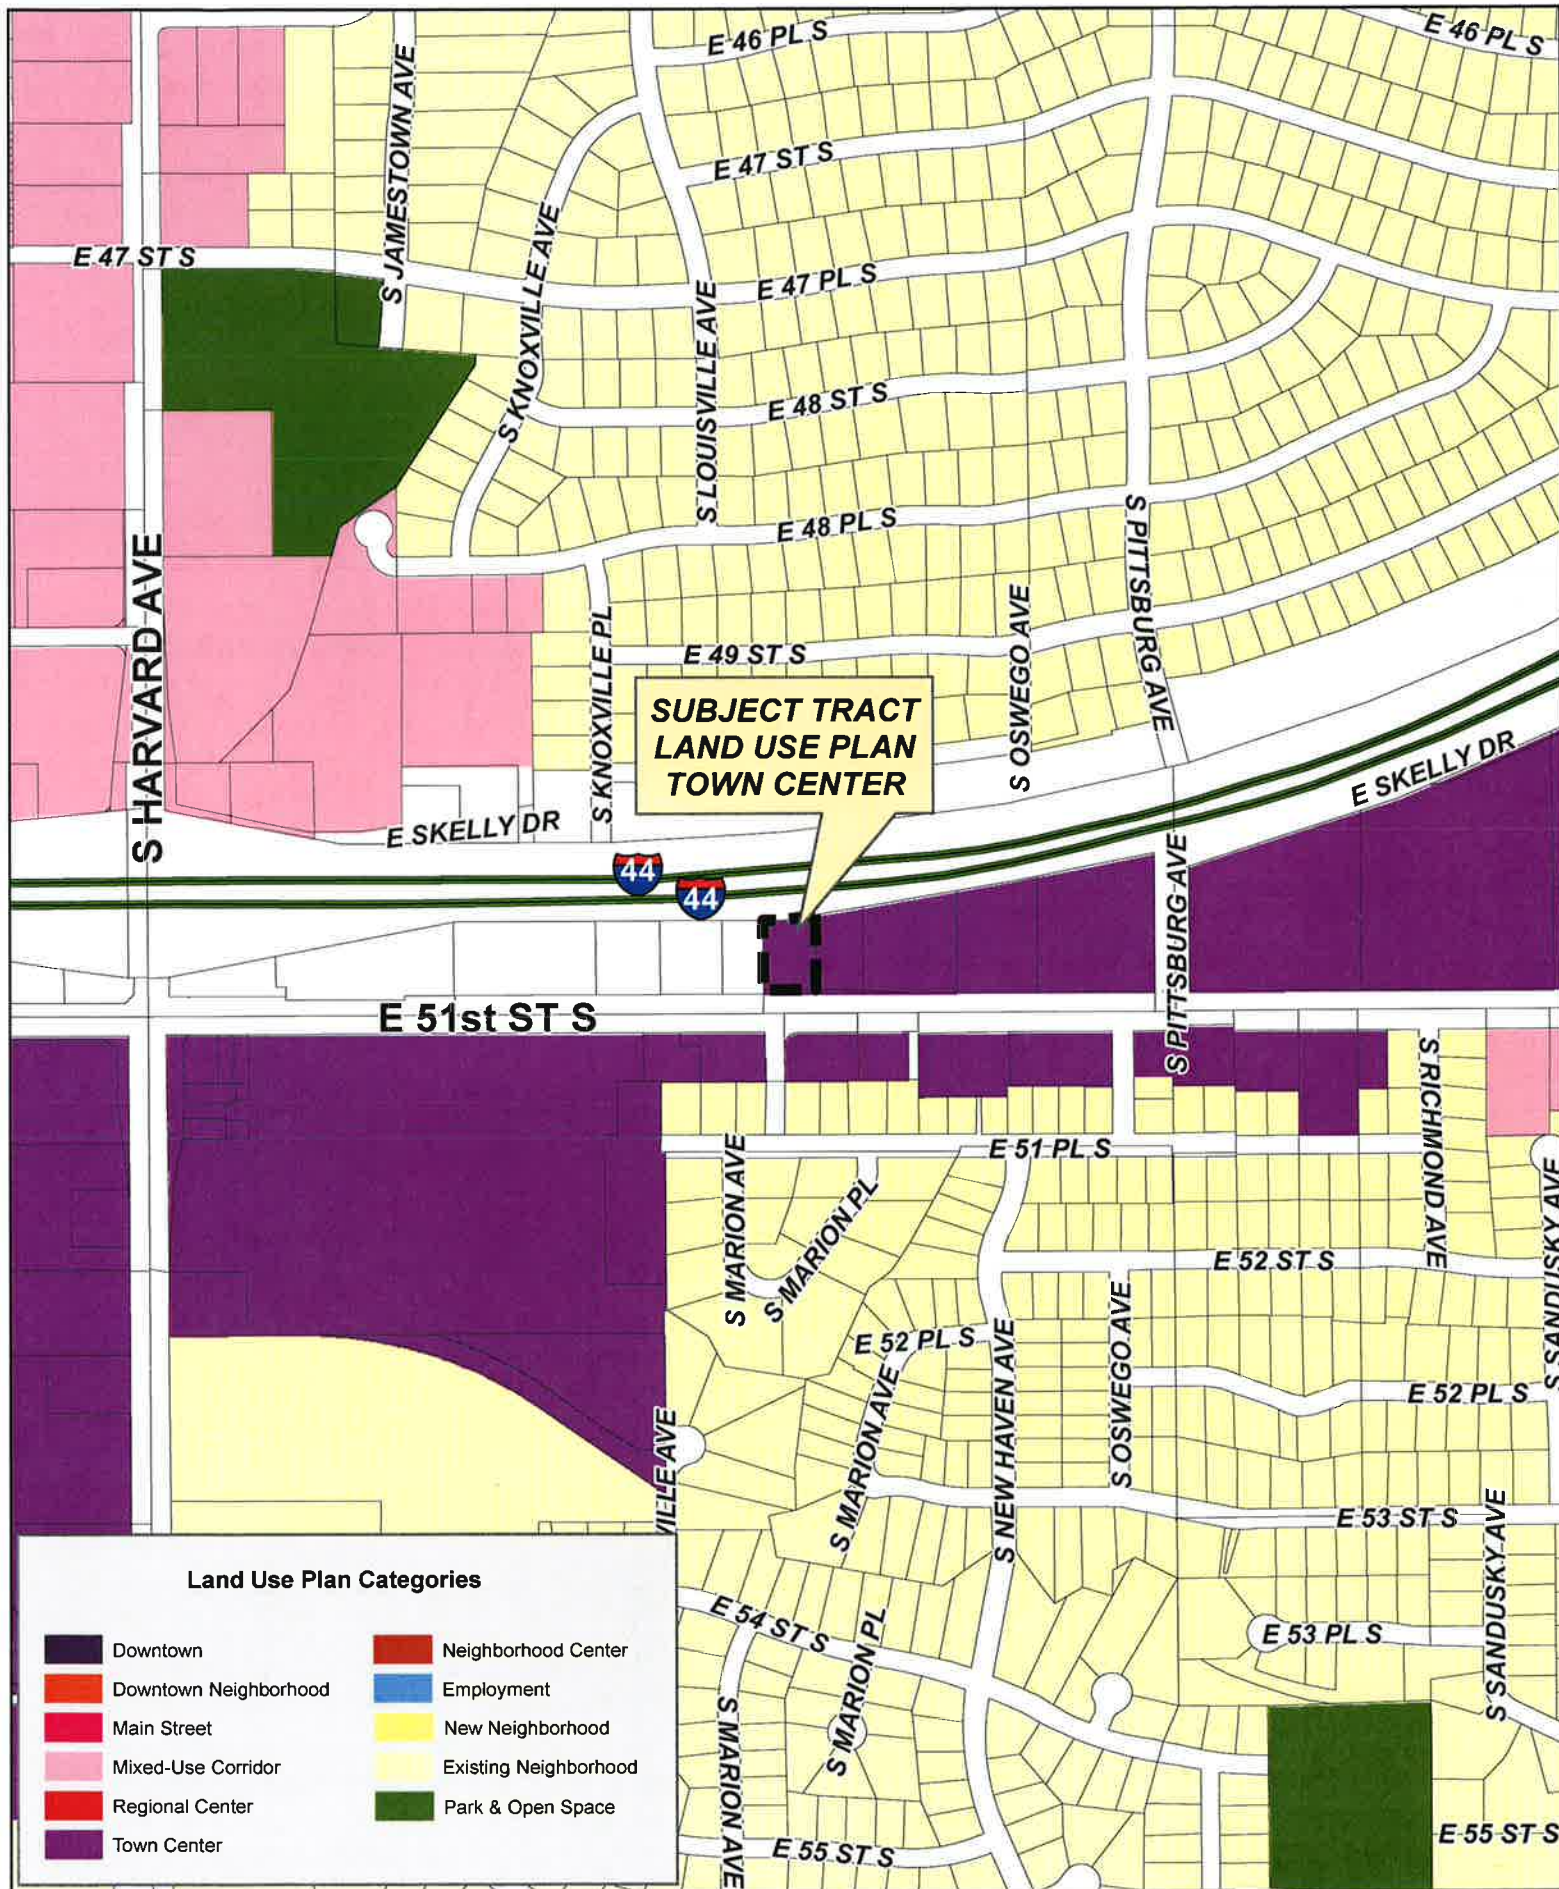 E 46 PL S
E 46 PL S
S JAMESTOWN AVE
E 47 ST S
E 47 ST S
S KNOXVILLE AVE
E 47 PL S
S LOUISVILLE AVE
E 48 ST S
E 48 PL S
S PITTSBURG AVE
S HARVARD AVE
S KNOXVILLE PL
E 49 ST S
S OSWEGO AVE
SUBJECT TRACT
LAND USE PLAN
TOWN CENTER
E SKELLY DR
E SKELLY DR
44
44
S PITTSBURG AVE
E 51st ST S
S RICHMOND AVE
E 51 PL S
S MARION AVE
S MARION PL
S SANDUSKY AVE
E 52 ST S
S OSWEGO AVE
E 52 PL S
S NEW HAVEN AVE
S MARION AVE
E 52 PL S
VILLE AVE
E 53 ST S
S SANDUSKY AVE
E 54 ST S
S MARION PL
E 53 PL S
S MARION AVE
E 55 ST S
E 55 ST S
Land Use Plan Categories
Downtown
Downtown Neighborhood
Main Street
Mixed-Use Corridor
Regional Center
Town Center
Neighborhood Center
Employment
New Neighborhood
Existing Neighborhood
Park & Open Space